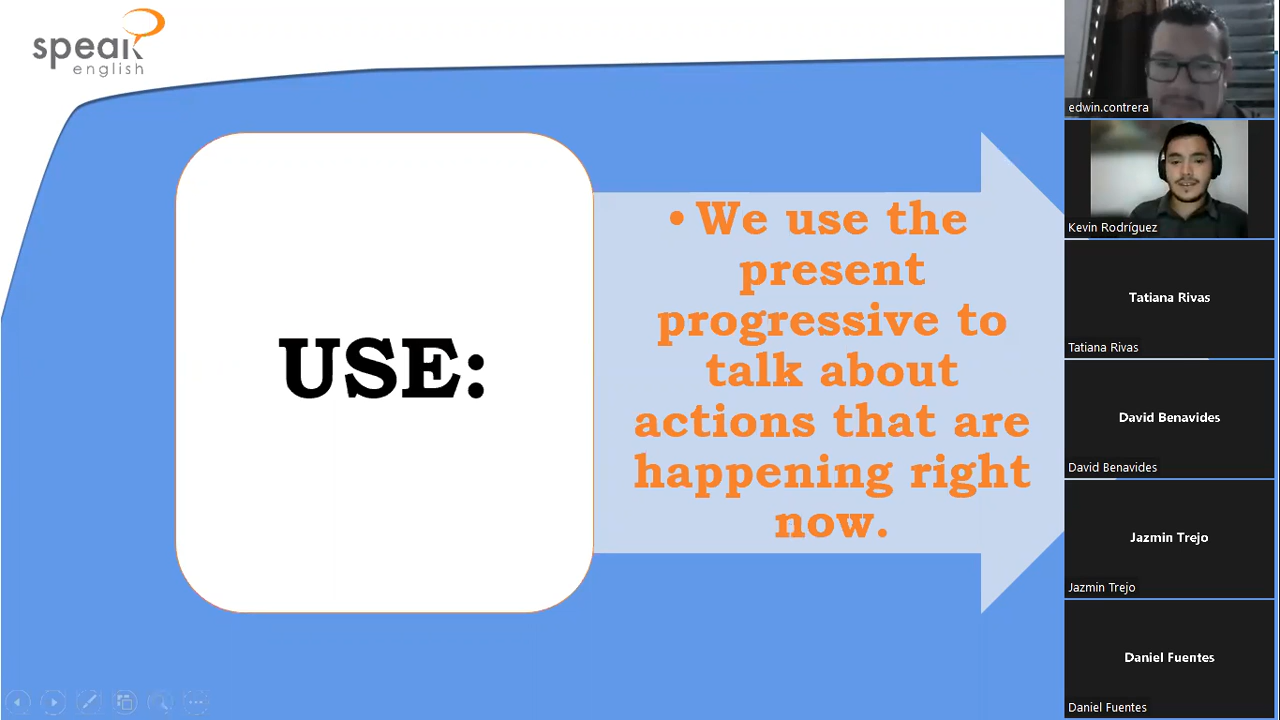 speak
english
USE:
• We use the
present
progressive to
talk about
actions that are
happening right
now.
edwin.contrera
Kevin Rodríguez
Tatiana Rivas
Tatiana Rivas
David Benavides
David Benavides
Jazmin Trejo
Jazmin Trejo
Daniel Fuentes
Daniel Fuentes